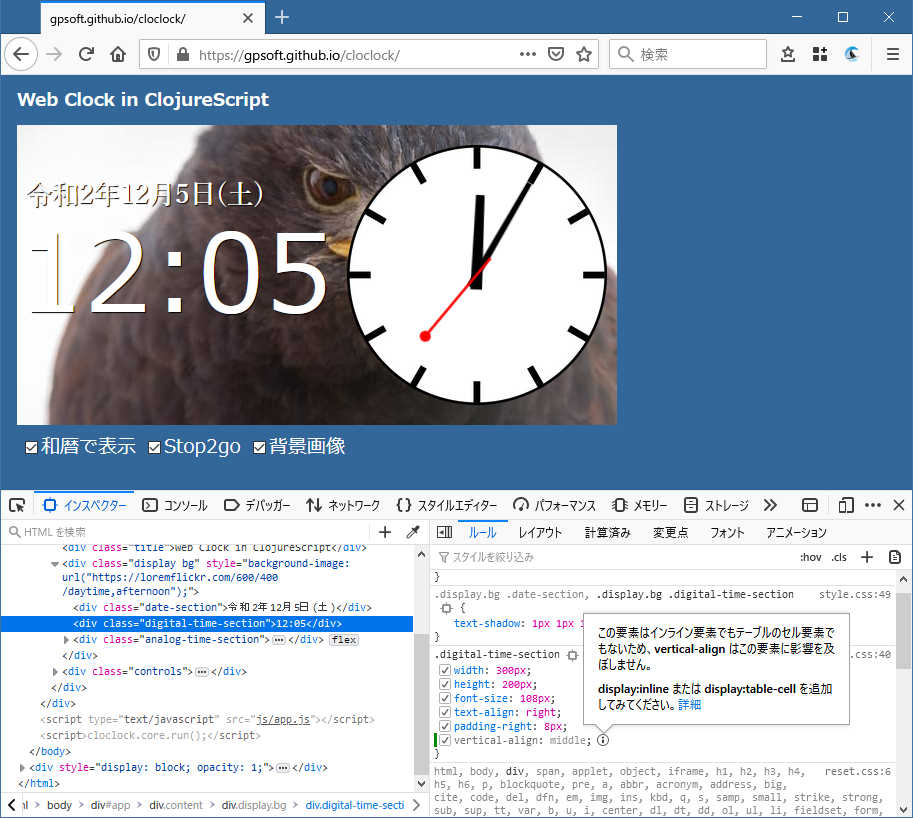 gpsoft.github.io/cloclock/
https://gpsoft.github.io/cloclock/
検索
Web Clock in ClojureScript
令和2年12月5日(土)
12:05
和暦で表示 Stop2go 背景画像
インスペクター コンソール デバッガー ネットワーク スタイルエディター パフォーマンス メモリー ストレージ
HTML を検索
ルール レイアウト 計算済み 変更点 フォント アニメーション
スタイルを絞り込み :hov .cls
<div class="title">Web Clock in ClojureScript</div>
<div class="display bg" style="background-image:
url("https://loremflickr.com/600/400
/daytime,afternoon");">
<div class="date-section">令和2年12月5日(土)</div>
<div class="digital-time-section">12:05</div>
<div class="analog-time-section">⋯</div> flex
</div>
<div class="controls">⋯</div>
</div>
</div>
<script type="text/javascript" src="js/app.js"></script>
<script>cloclock.core.run();</script>
</body>
<div style="display: block; opacity: 1;">⋯</div>
</html>
body div#app div.content div.display.bg div.digital-time-secti
}
.display.bg .date-section, .display.bg .digital-time-section style.css:49
{
text-shadow: 1px 1px 1
}
.digital-time-section .css:40
width: 300px;
height: 200px;
font-size: 108px;
text-align: right;
padding-right: 8px;
vertical-align: middle;
}
この要素はインライン要素でもテーブルのセル要素で
もないため、vertical-align はこの要素に影響を及
ぼしません。
display:inline または display:table-cell を追加
してみてください。詳細
html, body, div, span, applet, object, iframe, h1, h2, h3, h4, reset.css:6
h5, h6, p, blockquote, pre, a, abbr, acronym, address, big,
cite, code, del, dfn, em, img, ins, kbd, q, s, samp, small, strike, strong,
sub, sup, tt, var, b, u, i, center, dl, dt, dd, ol, ul, li, fieldset, form,